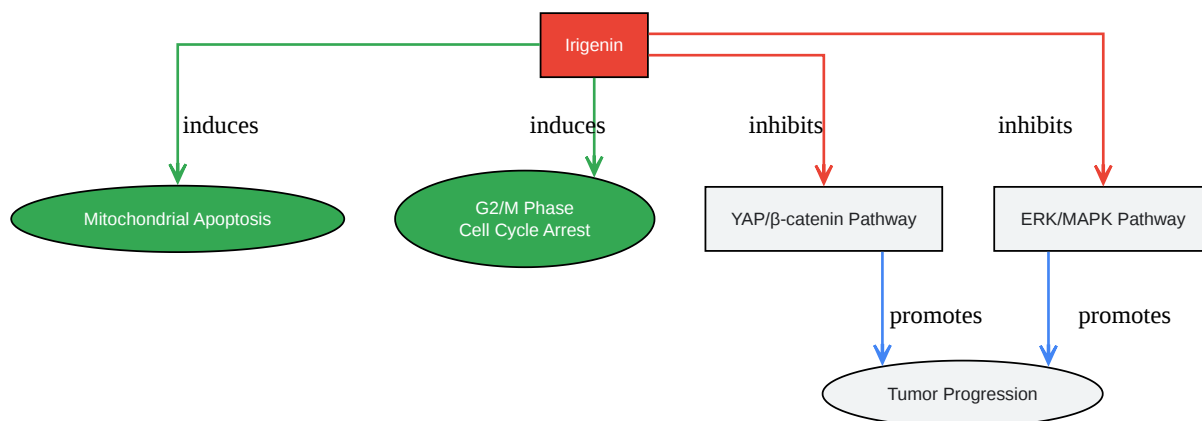 Irigenin
induces
induces
inhibits
inhibits
Mitochondrial Apoptosis
G2/M Phase
Cell Cycle Arrest
YAP/β-catenin Pathway
ERK/MAPK Pathway
promotes
promotes
Tumor Progression